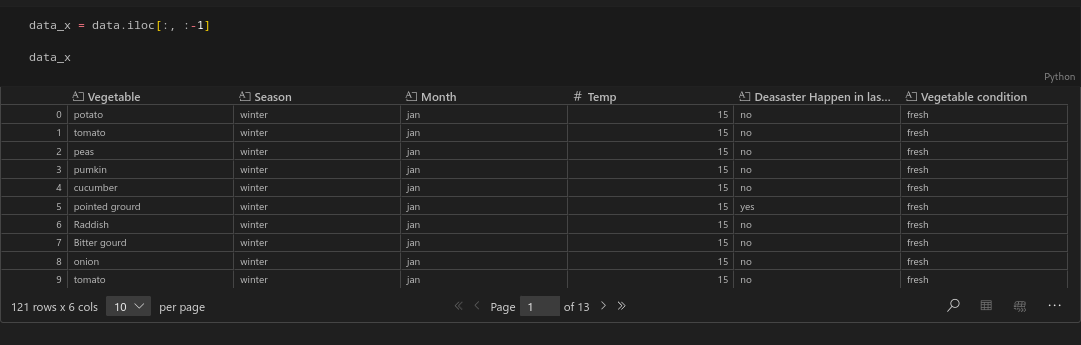 data_x = data.iloc[:, :-1]
data_x
Python
Vegetable Season Month # Temp Deasaster Happen in las... Vegetable condition
0 potato winter jan 15 no fresh
1 tomato winter jan 15 no fresh
2 peas winter jan 15 no fresh
3 pumkin winter jan 15 no fresh
4 cucumber winter jan 15 no fresh
5 pointed grourd winter jan 15 yes fresh
6 Raddish winter jan 15 no fresh
7 Bitter gourd winter jan 15 no fresh
8 onion winter jan 15 no fresh
9 tomato winter jan 15 no fresh
121 rows x 6 cols 10 per page Page 1 of 13